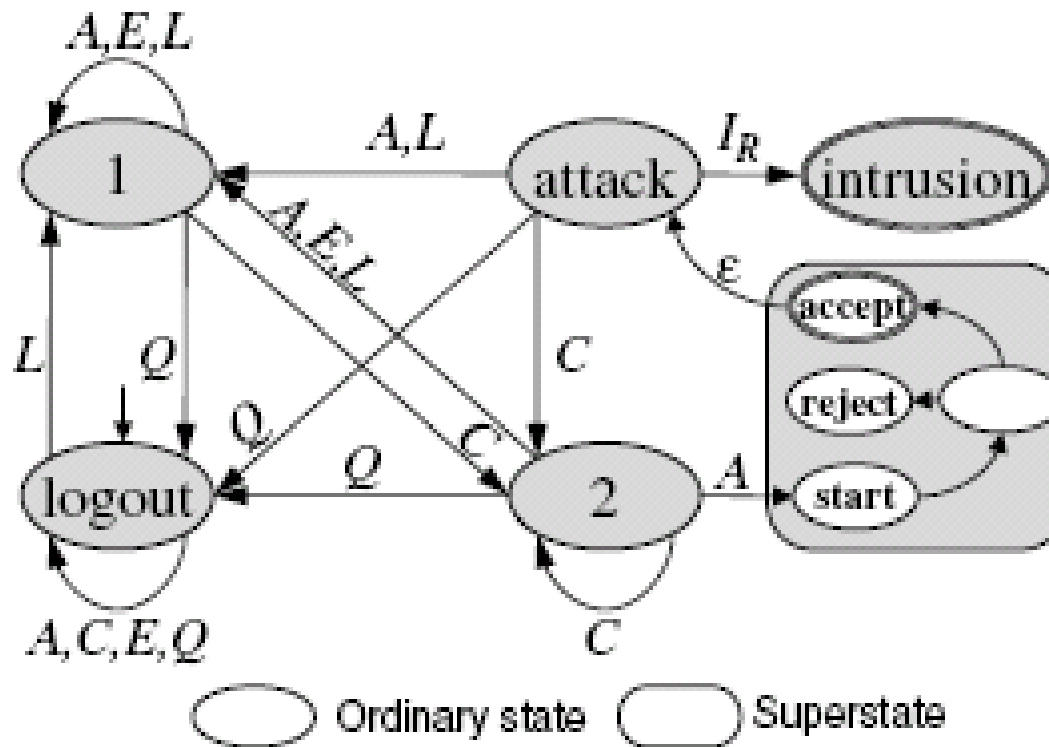 A,E,L
1
A,L
attack
I_R
intrusion
A,E,L
ε
accept
L
Q
C
reject
Q
C
logout
Q
2
A
start
A,C,E,Q
C
Ordinary state
Superstate